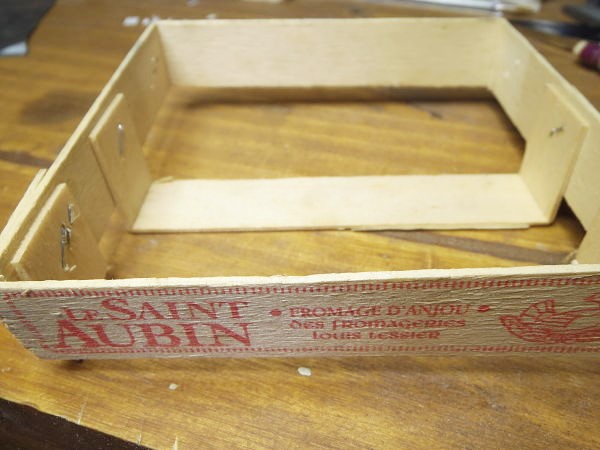 LE SAINT
AUBIN
• FROMAGE D'ANJOU •
des fromageries
louis tessier